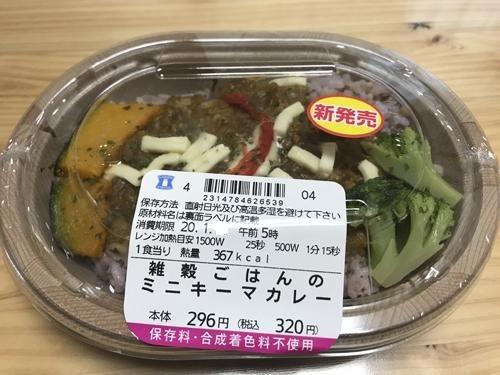 新発売
4
04
2314784626539
保存方法 直射日光及び高温多湿を避けて下さい
原材料名は裏面ラベルに記載
消費期限 20.1. 午前5時
レンジ加熱目安1500W 25秒 500W 1分15秒
1食当り 熱量 367kcal
雑穀ごはんの
ミニキーマカレー
本体 296円(税込 320円)
保存料・合成着色料不使用